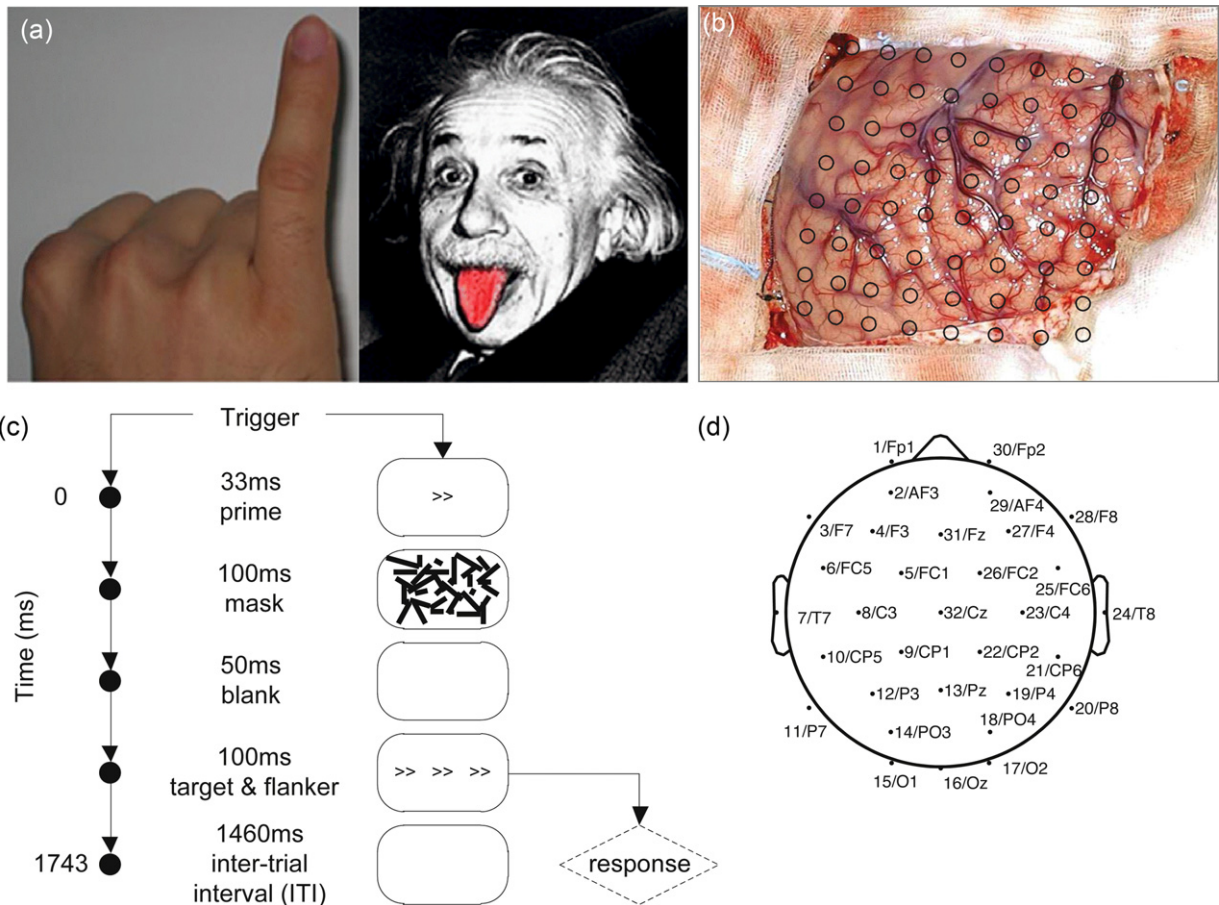 (a)
(b)
(c)
Trigger
Time (ms)
0
33ms
prime
>>
100ms
mask
50ms
blank
100ms
target & flanker
>> >> >>
1743
1460ms
inter-trial
interval (ITI)
response
(d)
1/Fp1
30/Fp2
2/AF3
29/AF4
3/F7
4/F3
31/Fz
27/F4
28/F8
6/FC5
5/FC1
26/FC2
25/FC6
7/T7
8/C3
32/Cz
23/C4
24/T8
10/CP5
9/CP1
22/CP2
21/CP6
12/P3
13/Pz
19/P4
20/P8
11/P7
14/PO3
18/PO4
15/O1
16/Oz
17/O2